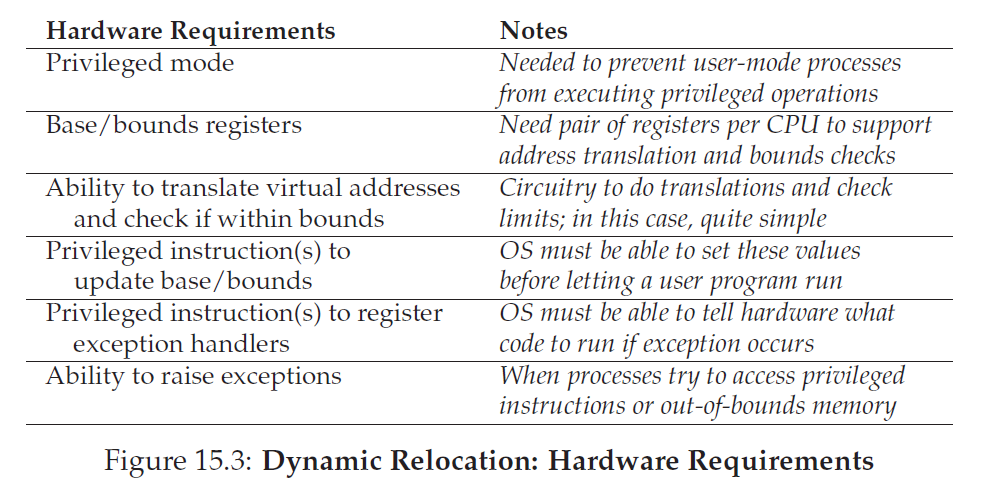 Hardware Requirements Notes
Privileged mode Needed to prevent user-mode processes
from executing privileged operations
Base/bounds registers Need pair of registers per CPU to support
address translation and bounds checks
Ability to translate virtual addresses Circuitry to do translations and check
and check if within bounds limits; in this case, quite simple
Privileged instruction(s) to OS must be able to set these values
update base/bounds before letting a user program run
Privileged instruction(s) to register OS must be able to tell hardware what
exception handlers code to run if exception occurs
Ability to raise exceptions When processes try to access privileged
instructions or out-of-bounds memory
Figure 15.3: Dynamic Relocation: Hardware Requirements